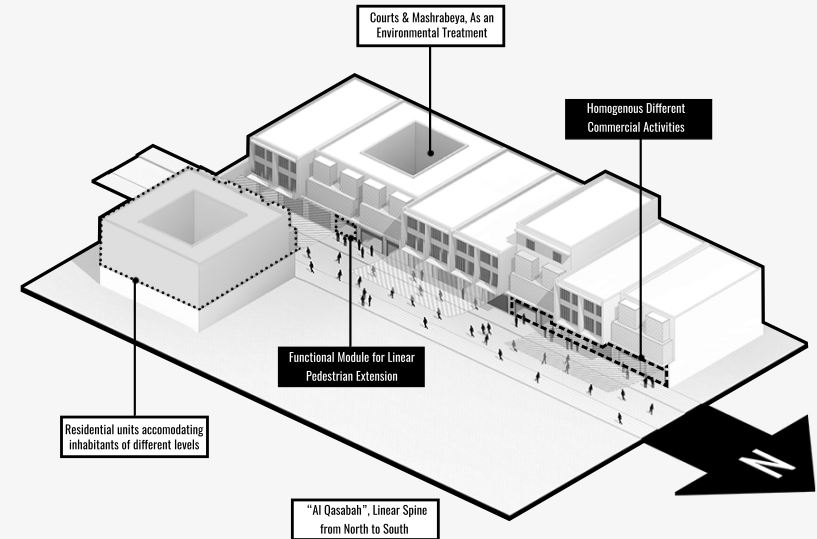 Courts & Mashrabeya, As an
Environmental Treatment
Homogenous Different
Commercial Activities
Functional Module for Linear
Pedestrian Extension
Residential units accomodating
inhabitants of different levels
N
“Al Qasabah”, Linear Spine
from North to South